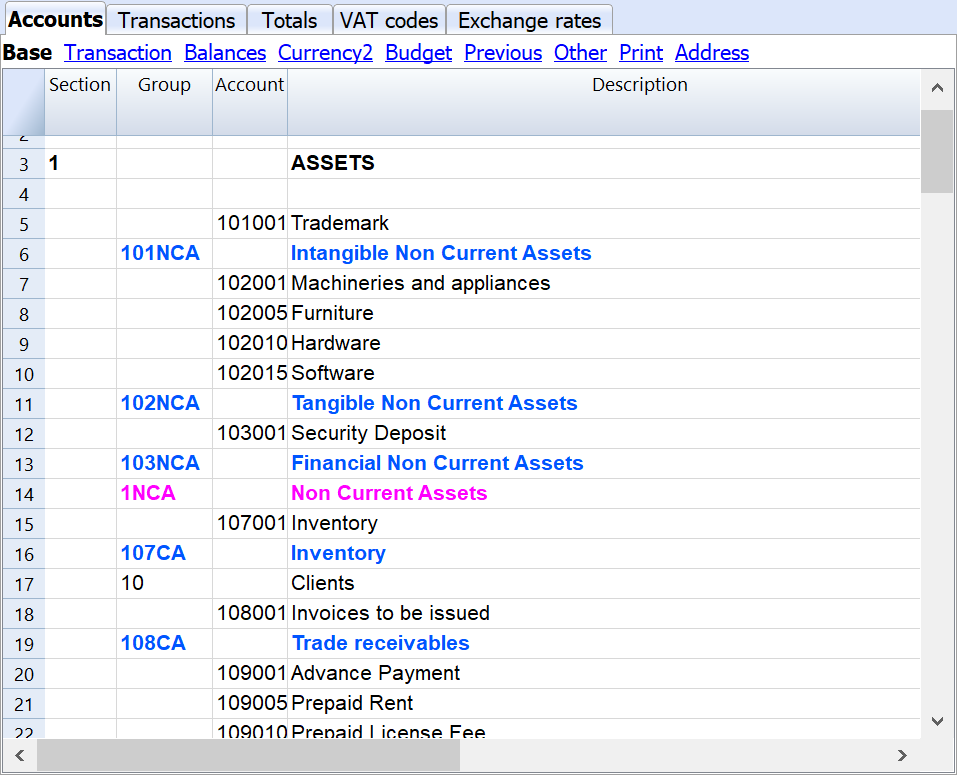 Accounts Transactions Totals VAT codes Exchange rates
Base Transaction Balances Currency2 Budget Previous Other Print Address
Section Group Account Description
2
3 1 ASSETS
4
5 101001 Trademark
6 101NCA Intangible Non Current Assets
7 102001 Machineries and appliances
8 102005 Furniture
9 102010 Hardware
10 102015 Software
11 102NCA Tangible Non Current Assets
12 103001 Security Deposit
13 103NCA Financial Non Current Assets
14 1NCA Non Current Assets
15 107001 Inventory
16 107CA Inventory
17 10 Clients
18 108001 Invoices to be issued
19 108CA Trade receivables
20 109001 Advance Payment
21 109005 Prepaid Rent
22 109010 Prepaid License Fee